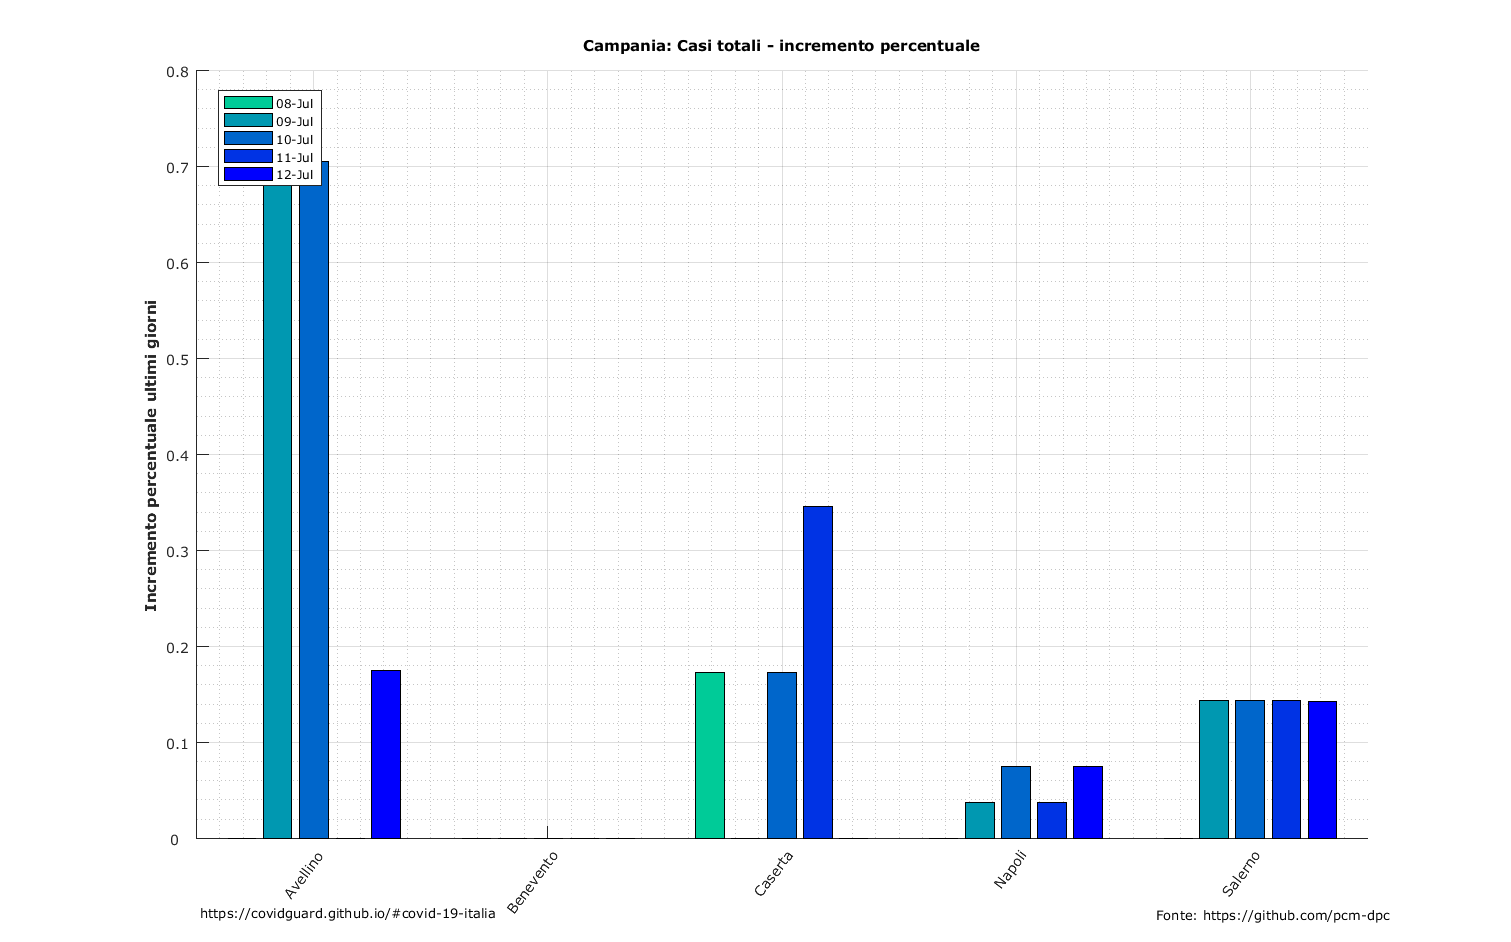 Campania: Casi totali - incremento percentuale
0.8
0.7
0.6
0.5
0.4
0.3
0.2
0.1
0
Incremento percentuale ultimi giorni
08-Jul
09-Jul
10-Jul
11-Jul
12-Jul
Avellino
Benevento
Caserta
Napoli
Salerno
https://covidguard.github.io/#covid-19-italia
Fonte: https://github.com/pcm-dpc